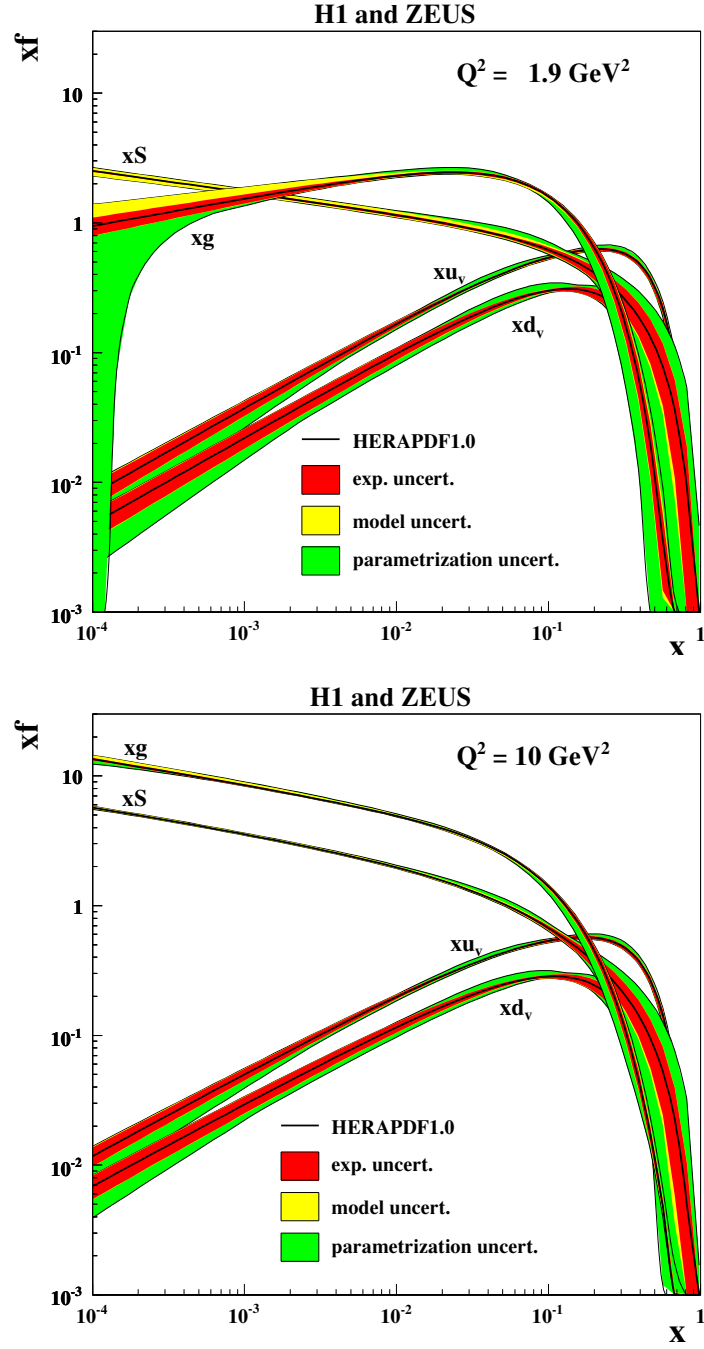 H1 and ZEUS
xf
Q² = 1.9 GeV²
10
xS
1
xg
xu_v
xd_v
10⁻¹
HERAPDF1.0
exp. uncert.
10⁻²
model uncert.
parametrization uncert.
10⁻³
10⁻⁴ 10⁻³ 10⁻² 10⁻¹ 1
x
H1 and ZEUS
xf
Q² = 10 GeV²
xg
10
xS
1
xu_v
xd_v
10⁻¹
HERAPDF1.0
10⁻²
exp. uncert.
model uncert.
parametrization uncert.
10⁻³
10⁻⁴ 10⁻³ 10⁻² 10⁻¹ 1
x